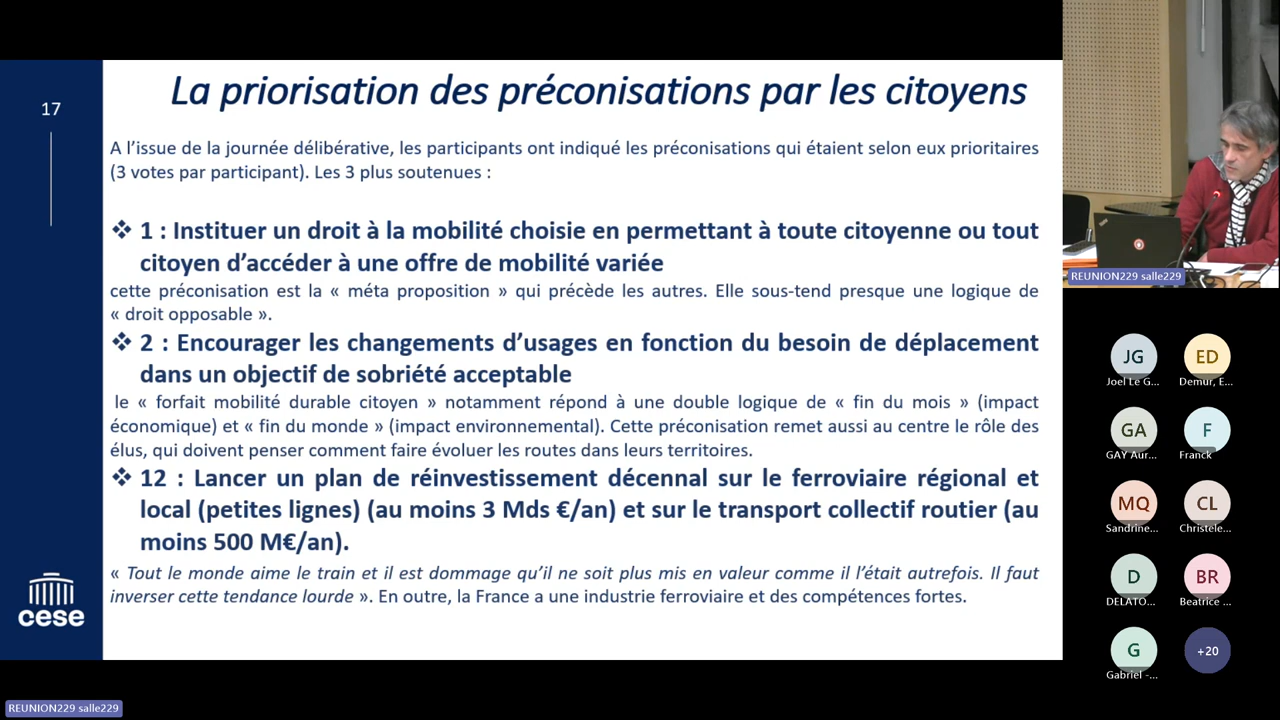 17
La priorisation des préconisations par les citoyens
A l’issue de la journée délibérative, les participants ont indiqué les préconisations qui étaient selon eux prioritaires
(3 votes par participant). Les 3 plus soutenues :
❖ 1 : Instituer un droit à la mobilité choisie en permettant à toute citoyenne ou tout
citoyen d’accéder à une offre de mobilité variée
cette préconisation est la « méta proposition » qui précède les autres. Elle sous-tend presque une logique de
« droit opposable ».
❖ 2 : Encourager les changements d’usages en fonction du besoin de déplacement
dans un objectif de sobriété acceptable
le « forfait mobilité durable citoyen » notamment répond à une double logique de « fin du mois » (impact
économique) et « fin du monde » (impact environnemental). Cette préconisation remet aussi au centre le rôle des
élus, qui doivent penser comment faire évoluer les routes dans leurs territoires.
❖ 12 : Lancer un plan de réinvestissement décennal sur le ferroviaire régional et
local (petites lignes) (au moins 3 Mds €/an) et sur le transport collectif routier (au
moins 500 M€/an).
« Tout le monde aime le train et il est dommage qu’il ne soit plus mis en valeur comme il l’était autrefois. Il faut
inverser cette tendance lourde ». En outre, la France a une industrie ferroviaire et des compétences fortes.
cese
REUNION229 salle229
REUNION229 salle229
JG
Joel Le G...
ED
Demur, E...
GA
GAY Aur...
F
Franck
MQ
Sandrine...
CL
Christele...
D
DELATO...
BR
Beatrice ...
G
Gabriel -...
+20